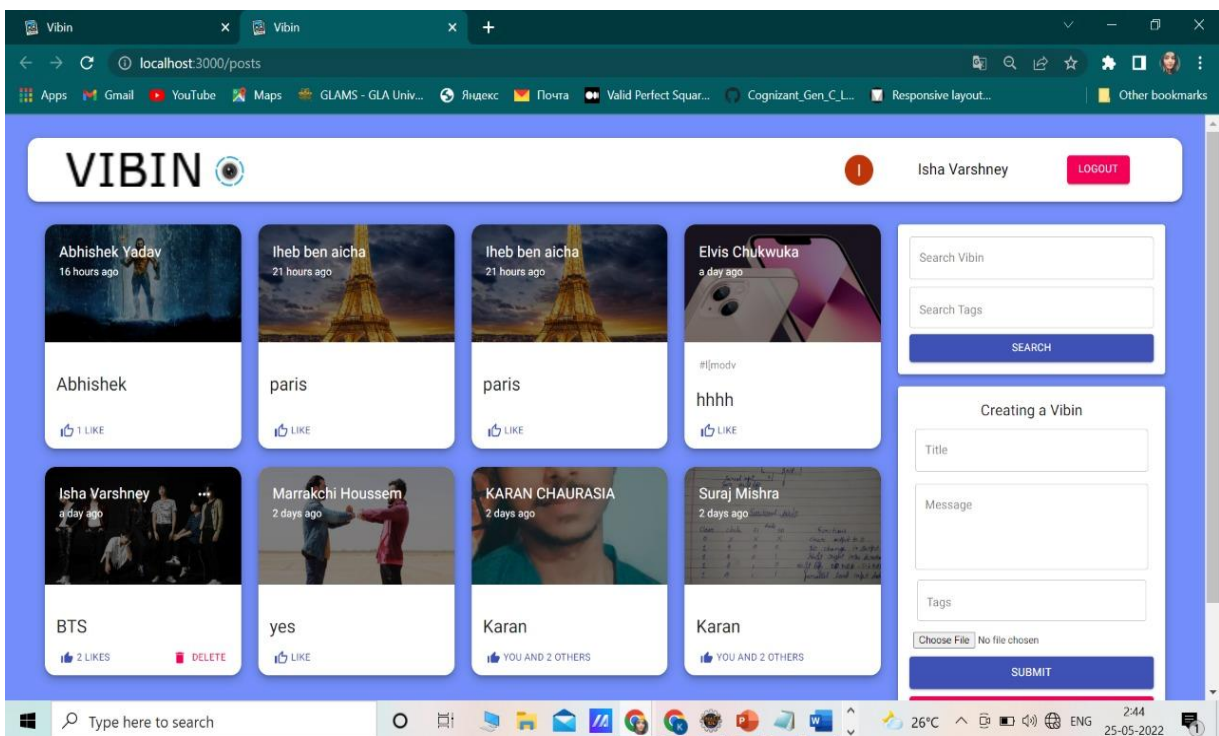 Vibin
Vibin
localhost:3000/posts
Apps
Gmail
YouTube
Maps
GLAMS - GLA Univ...
Яндекс
Почта
Valid Perfect Squar...
Cognizant_Gen_C_L...
Responsive layout...
Other bookmarks
VIBIN
I
Isha Varshney
LOGOUT
Abhishek Yadav
16 hours ago
Abhishek
1 LIKE
Iheb ben aicha
21 hours ago
paris
LIKE
Iheb ben aicha
21 hours ago
paris
LIKE
Elvis Chukwuka
a day ago
hhhh
LIKE
Isha Varshney
a day ago
BTS
2 LIKES
DELETE
Marrakchi Houssem
2 days ago
yes
LIKE
KARAN CHAURASIA
2 days ago
Karan
YOU AND 2 OTHERS
Suraj Mishra
2 days ago
Karan
YOU AND 2 OTHERS
Search Vibin
Search Tags
SEARCH
Creating a Vibin
Title
Message
Tags
Choose File No file chosen
SUBMIT
Type here to search
26°C
ENG
2:44
25-05-2022